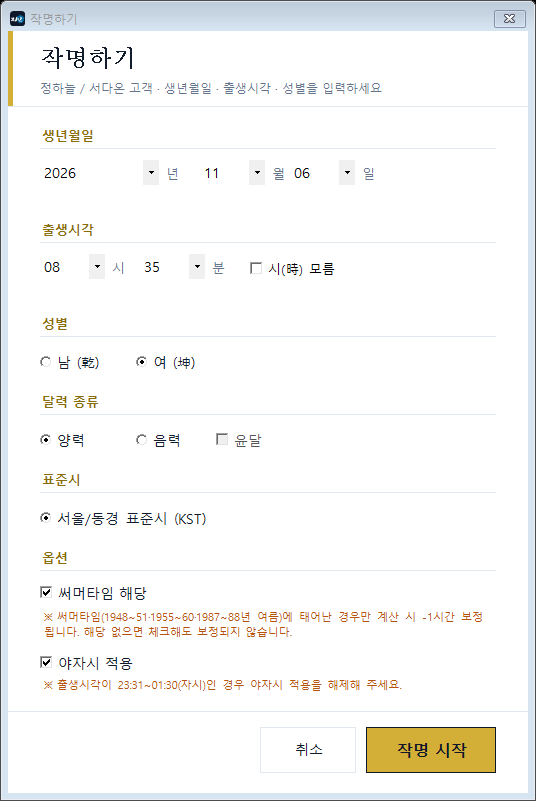 작명하기
작명하기
정하늘 / 서다온 고객 · 생년월일 · 출생시각 · 성별을 입력하세요
생년월일
2026 년 11 월 06 일
출생시각
08 시 35 분 시(時) 모름
성별
남 (乾) 여 (坤)
달력 종류
양력 음력 윤달
표준시
서울/동경 표준시 (KST)
옵션
써머타임 해당
※ 써머타임(1948~51·1955~60·1987~88년 여름)에 태어난 경우만 계산 시 -1시간 보정
됩니다. 해당 없으면 체크해도 보정되지 않습니다.
야자시 적용
※ 출생시각이 23:31~01:30(자시)인 경우 야자시 적용을 해제해 주세요.
취소 작명 시작